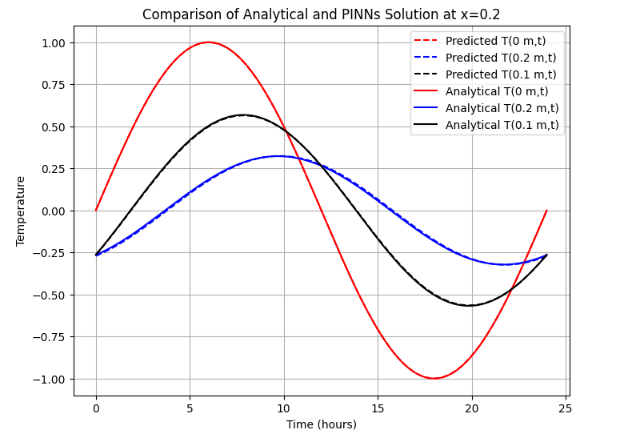 Comparison of Analytical and PINNs Solution at x=0.2
Predicted T(0 m,t)
Predicted T(0.2 m,t)
Predicted T(0.1 m,t)
Analytical T(0 m,t)
Analytical T(0.2 m,t)
Analytical T(0.1 m,t)
1.00
0.75
0.50
0.25
0.00
−0.25
−0.50
−0.75
−1.00
Temperature
0 5 10 15 20 25
Time (hours)